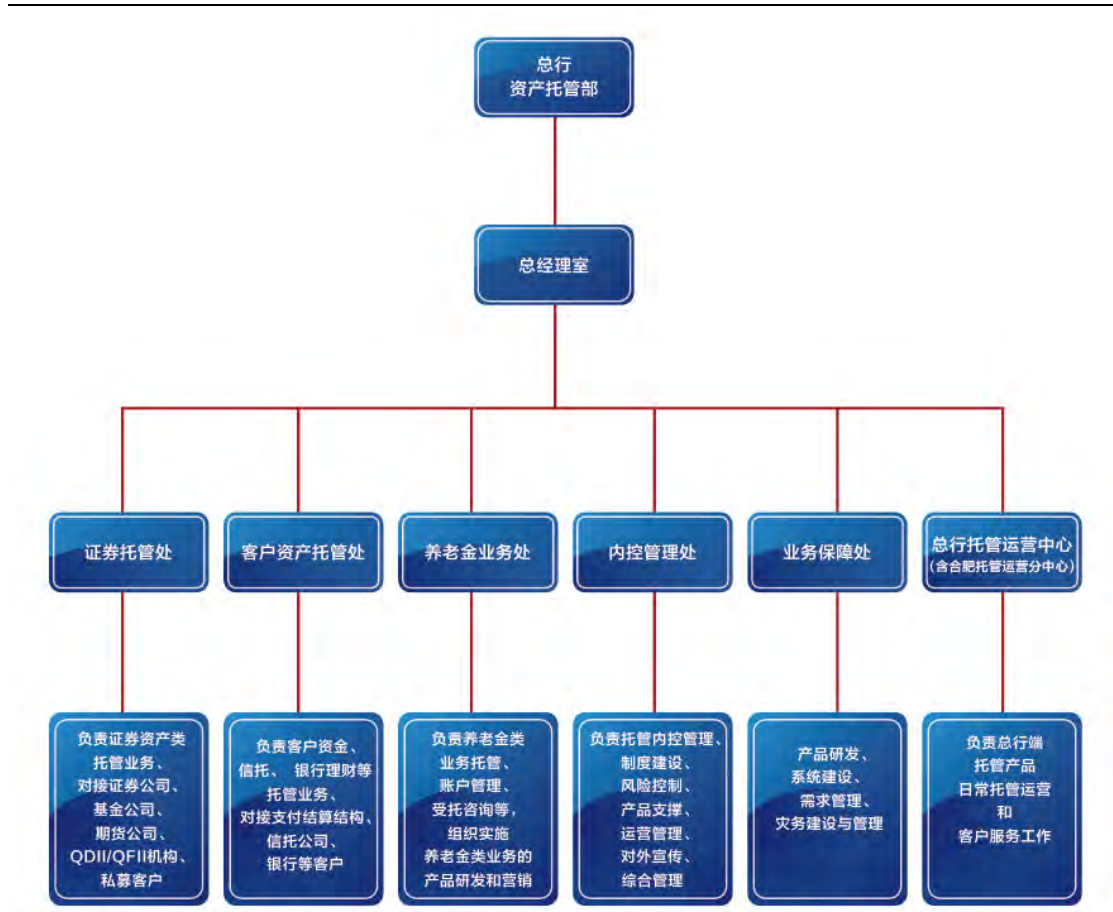 总行
资产托管部
总经理室
证券托管处
客户资产托管处
养老金业务处
内控管理处
业务保障处
总行托管运营中心
(含合肥托管运营分中心)
负责证券资产类
托管业务、
对接证券公司、
基金公司、
期货公司、
QDII/QFII机构、
私募客户
负责客户资金、
信托、 银行理财等
托管业务、
对接支付结算结构、
信托公司、
银行等客户
负责养老金类
业务托管、
账户管理、
受托咨询等，
组织实施
养老金类业务的
产品研发和营销
负责托管内控管理、
制度建设、
风险控制、
产品支撑、
运营管理、
对外宣传、
综合管理
产品研发、
系统建设、
需求管理、
灾务建设与管理
负责总行端
托管产品
日常托管运营
和
客户服务工作